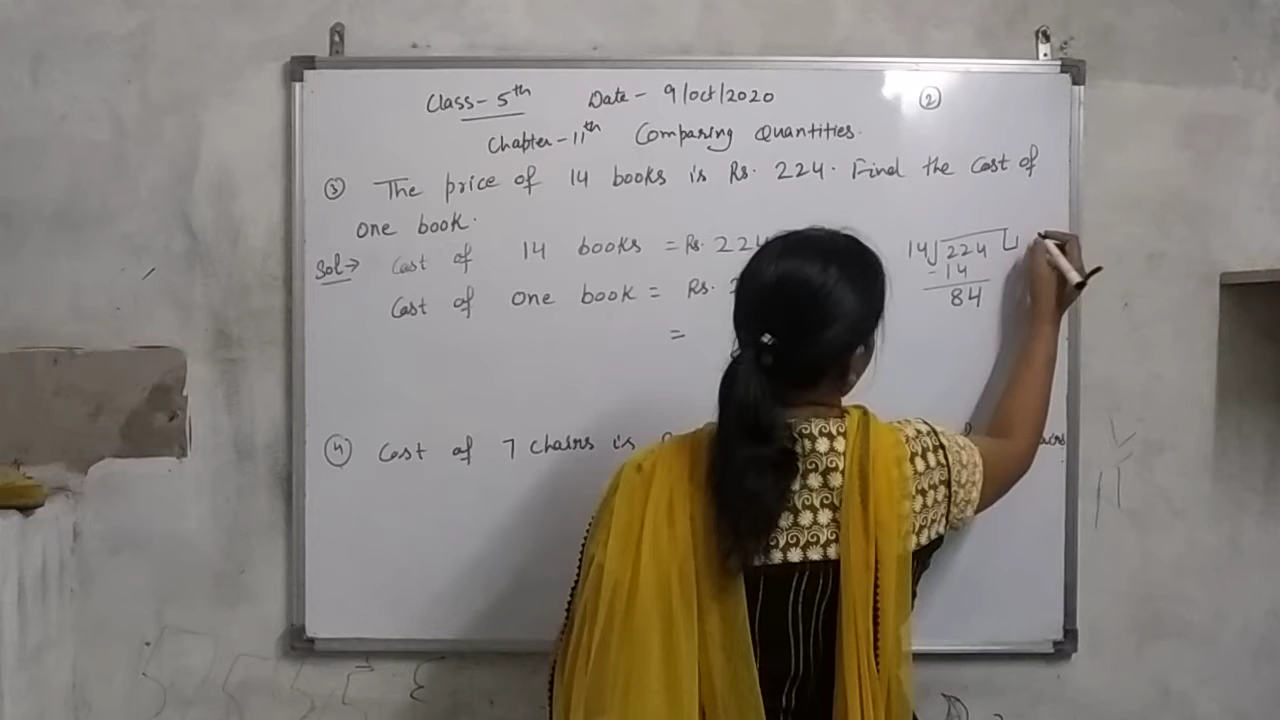 Class - 5th Date - 9/Oct/2020 ②
Chapter - 11th Comparing Quantities.
③ The price of 14 books is Rs. 224. Find the cost of
one book.
Sol→ Cost of 14 books = Rs. 224
Cost of one book = Rs.
=
14 224
-14
84
④ Cost of 7 chairs is